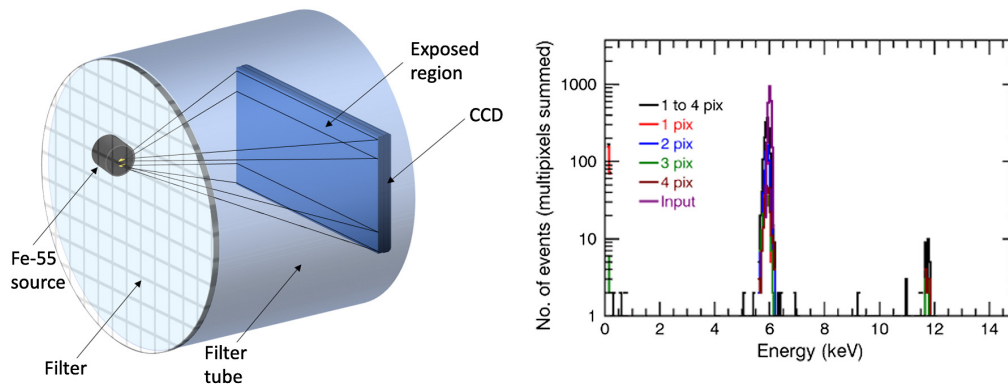 Exposed
region
CCD
Fe-55
source
Filter
Filter
tube
No. of events (multipixels summed)
1000
100
10
1
1 to 4 pix
1 pix
2 pix
3 pix
4 pix
Input
0 2 4 6 8 10 12 14
Energy (keV)